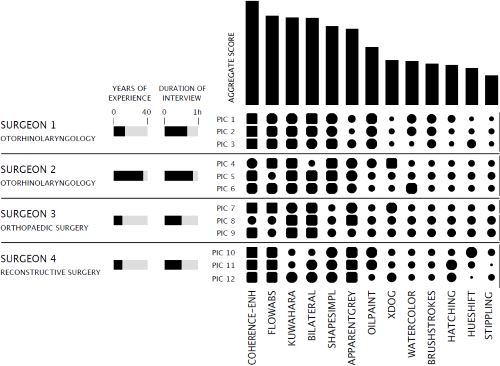 AGGREGATE SCORE
YEARS OF EXPERIENCE
DURATION OF INTERVIEW
0 40 0 1h
SURGEON 1
OTORHINOLARYNGOLOGY
PIC 1
PIC 2
PIC 3
SURGEON 2
OTORHINOLARYNGOLOGY
PIC 4
PIC 5
PIC 6
SURGEON 3
ORTHOPAEDIC SURGERY
PIC 7
PIC 8
PIC 9
SURGEON 4
RECONSTRUCTIVE SURGERY
PIC 10
PIC 11
PIC 12
COHERENCE-ENH
FLOWABS
KUWAHARA
BILATERAL
SHAPESIMPL
APPARENTGREY
OILPAINT
XDOG
WATERCOLOR
BRUSHSTROKES
HATCHING
HUESHIFT
STIPPLING